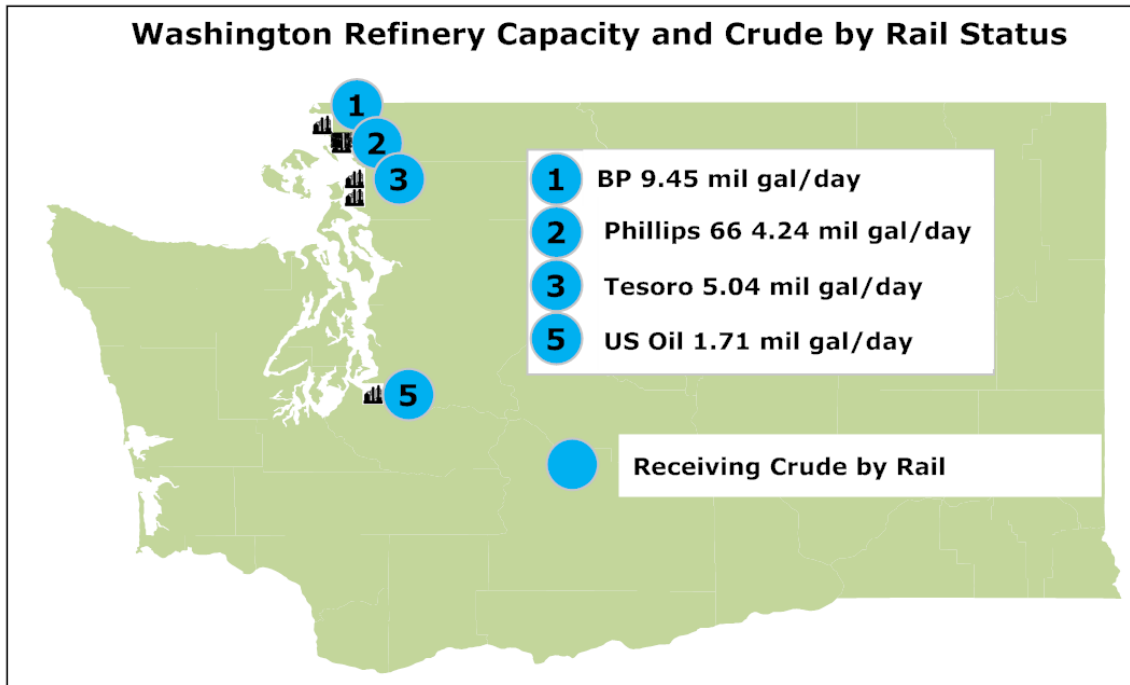 Washington Refinery Capacity and Crude by Rail Status
1
2
3
1 BP 9.45 mil gal/day
2 Phillips 66 4.24 mil gal/day
3 Tesoro 5.04 mil gal/day
5 US Oil 1.71 mil gal/day
5
Receiving Crude by Rail